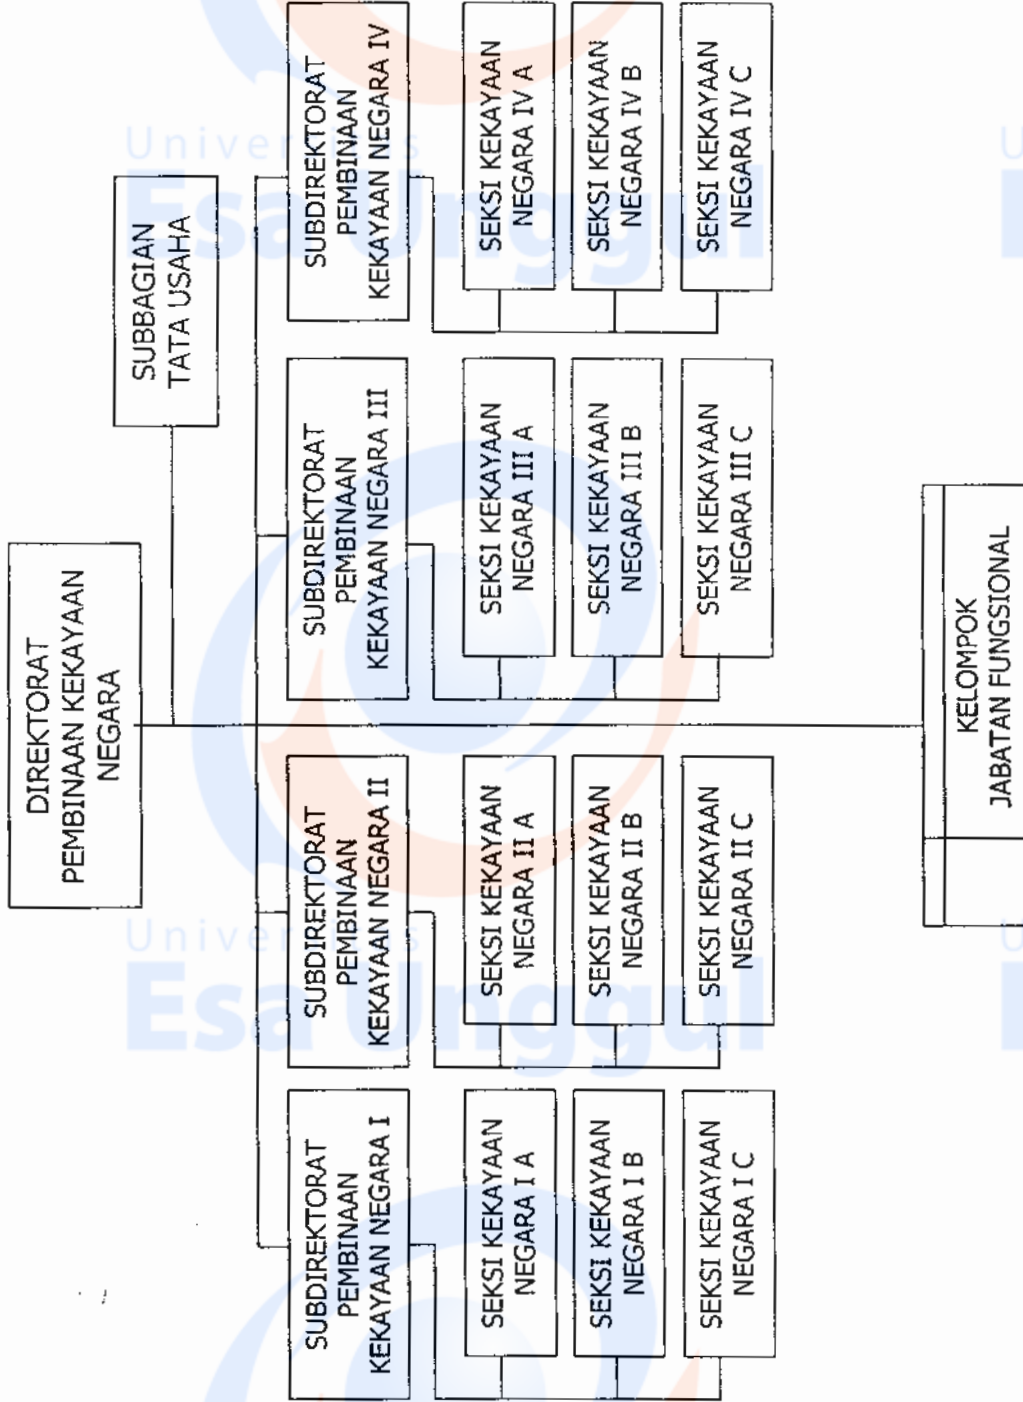 DIREKTORAT
PEMBINAAN KEKAYAAN
NEGARA
SUBBAGIAN
TATA USAHA
SUBDIREKTORAT
PEMBINAAN
KEKAYAAN NEGARA I
SUBDIREKTORAT
PEMBINAAN
KEKAYAAN NEGARA II
SUBDIREKTORAT
PEMBINAAN
KEKAYAAN NEGARA III
SUBDIREKTORAT
PEMBINAAN
KEKAYAAN NEGARA IV
SEKSI KEKAYAAN
NEGARA I A
SEKSI KEKAYAAN
NEGARA II A
SEKSI KEKAYAAN
NEGARA III A
SEKSI KEKAYAAN
NEGARA IV A
SEKSI KEKAYAAN
NEGARA I B
SEKSI KEKAYAAN
NEGARA II B
SEKSI KEKAYAAN
NEGARA III B
SEKSI KEKAYAAN
NEGARA IV B
SEKSI KEKAYAAN
NEGARA I C
SEKSI KEKAYAAN
NEGARA II C
SEKSI KEKAYAAN
NEGARA III C
SEKSI KEKAYAAN
NEGARA IV C
KELOMPOK
JABATAN FUNGSIONAL
Universitas
Esa Unggul
Universitas
Esa Unggul